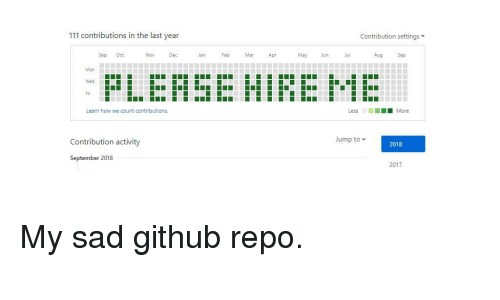 111 contributions in the last year
Contribution settings ▾
Sep Oct Nov Dec Jan Feb Mar Apr May Jun Jul Aug Sep
Mon
Wed
Fri
PLEASE HIRE ME
Learn how we count contributions.
Less More
Contribution activity
Jump to ▾
2018
September 2018
2017
My sad github repo.